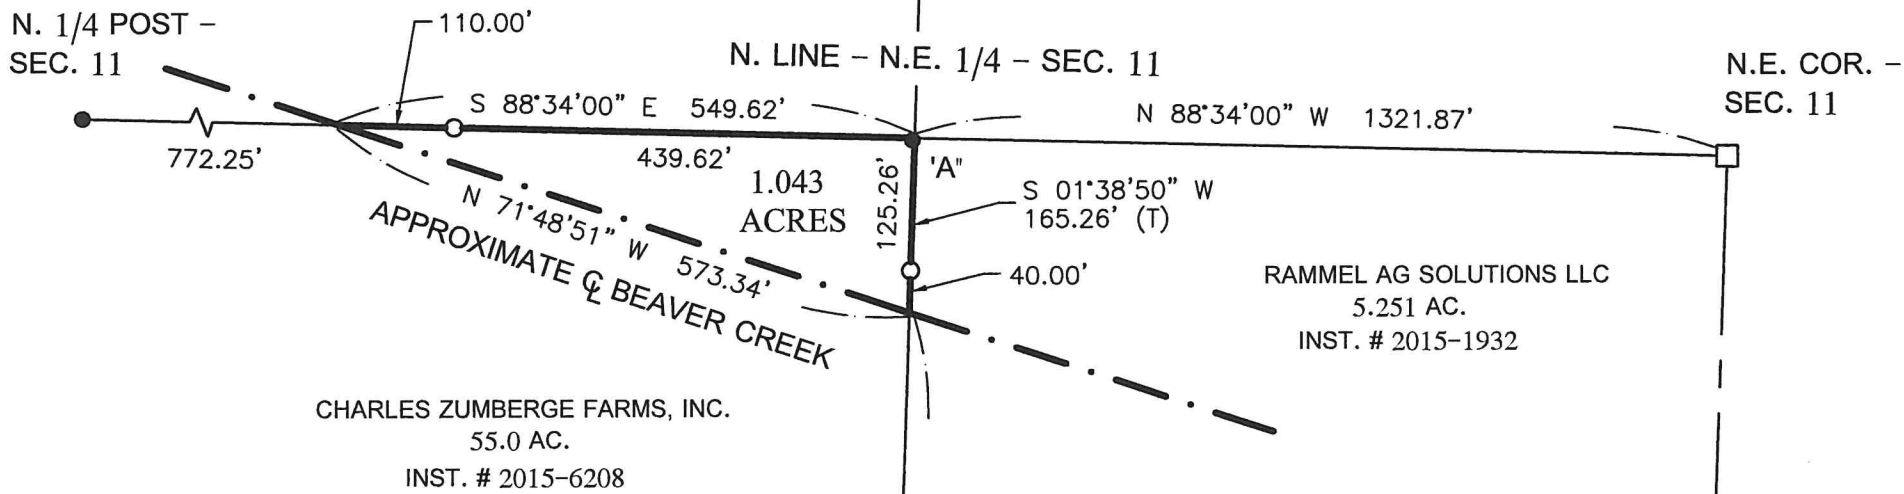 N. 1/4 POST –
SEC. 11
110.00'
N. LINE – N.E. 1/4 – SEC. 11
N.E. COR. –
SEC. 11
S 88°34'00" E 549.62'
N 88°34'00" W 1321.87'
772.25'
439.62'
'A"
1.043
ACRES
125.26'
S 01°38'50" W
165.26' (T)
N 71°48'51" W 573.34'
APPROXIMATE ℄ BEAVER CREEK
40.00'
RAMMEL AG SOLUTIONS LLC
5.251 AC.
INST. # 2015–1932
CHARLES ZUMBERGE FARMS, INC.
55.0 AC.
INST. # 2015–6208